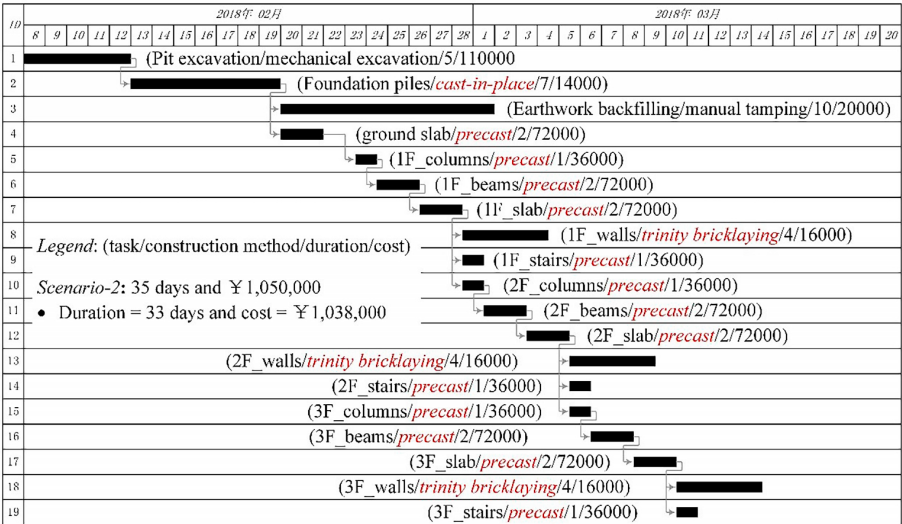 ID 2018年 02月 2018年 03月
8 9 10 11 12 13 14 15 16 17 18 19 20 21 22 23 24 25 26 27 28 1 2 3 4 5 6 7 8 9 10 11 12 13 14 15 16 17 18 19 20
1 (Pit excavation/mechanical excavation/5/110000
2 (Foundation piles/cast-in-place/7/14000)
3 (Earthwork backfilling/manual tamping/10/20000)
4 (ground slab/precast/2/72000)
5 (1F_columns/precast/1/36000)
6 (1F_beams/precast/2/72000)
7 (1F_slab/precast/2/72000)
8 (1F_walls/trinity bricklaying/4/16000)
9 (1F_stairs/precast/1/36000)
10 (2F_columns/precast/1/36000)
11 (2F_beams/precast/2/72000)
12 (2F_slab/precast/2/72000)
Legend: (task/construction method/duration/cost)
Scenario-2: 35 days and ￥1,050,000
● Duration = 33 days and cost = ￥1,038,000
13 (2F_walls/trinity bricklaying/4/16000)
14 (2F_stairs/precast/1/36000)
15 (3F_columns/precast/1/36000)
16 (3F_beams/precast/2/72000)
17 (3F_slab/precast/2/72000)
18 (3F_walls/trinity bricklaying/4/16000)
19 (3F_stairs/precast/1/36000)